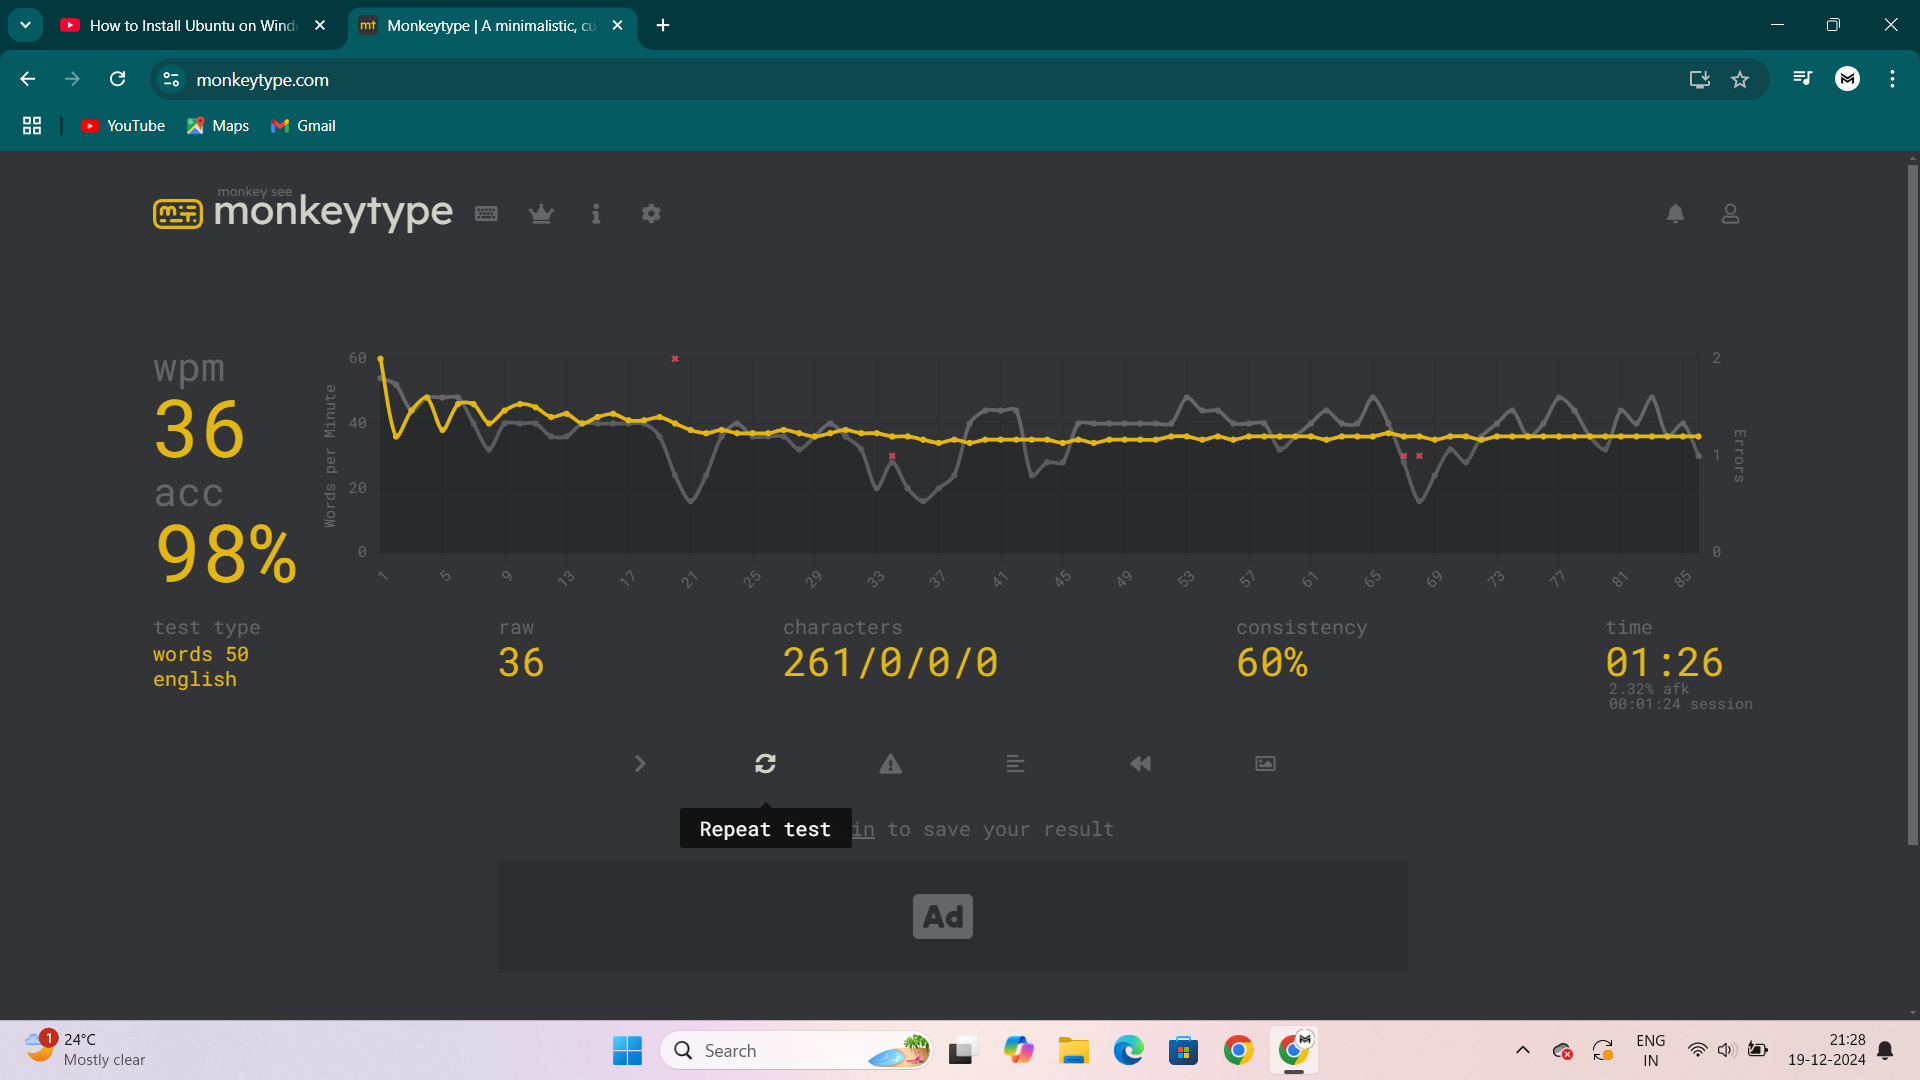 How to Install Ubuntu on Wind
Monkeytype | A minimalistic, cu
monkeytype.com
YouTube
Maps
Gmail
monkey see
monkeytype
wpm
36
acc
98%
Words per Minute
60
40
20
0
2
1
0
Errors
1 5 9 13 17 21 25 29 33 37 41 45 49 53 57 61 65 69 73 77 81 85
test type
words 50
english
raw
36
characters
261/0/0/0
consistency
60%
time
01:26
2.32% afk
00:01:24 session
Repeat test
in to save your result
Ad
1
24°C
Mostly clear
Search
ENG
IN
21:28
19-12-2024